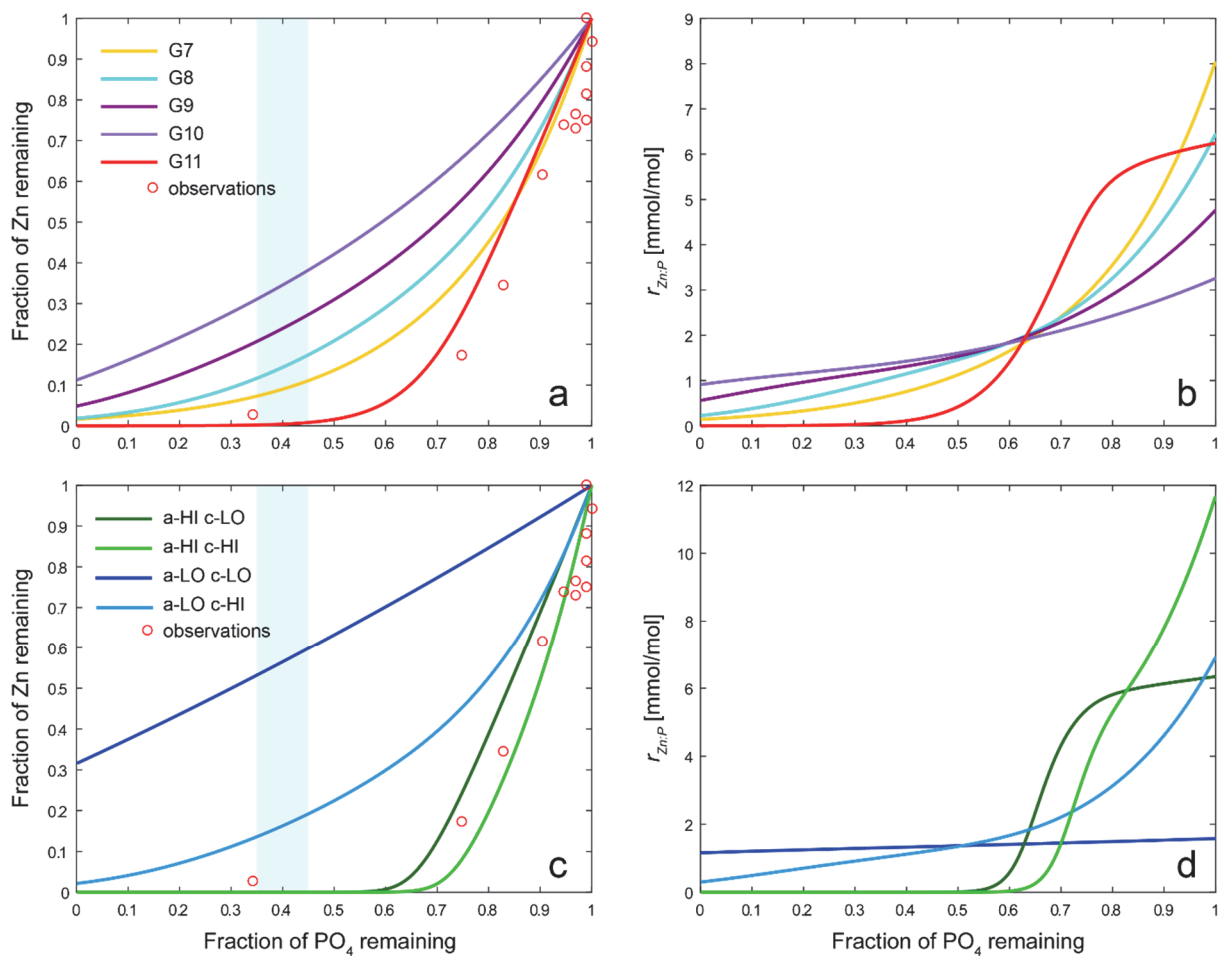 1
0.9
0.8
0.7
0.6
0.5
0.4
0.3
0.2
0.1
0
Fraction of Zn remaining
G7
G8
G9
G10
G11
observations
a
0 0.1 0.2 0.3 0.4 0.5 0.6 0.7 0.8 0.9 1
9
8
7
6
5
4
3
2
1
0
r Zn:P [mmol/mol]
b
0 0.1 0.2 0.3 0.4 0.5 0.6 0.7 0.8 0.9 1
1
0.9
0.8
0.7
0.6
0.5
0.4
0.3
0.2
0.1
0
Fraction of Zn remaining
a-HI c-LO
a-HI c-HI
a-LO c-LO
a-LO c-HI
observations
c
0 0.1 0.2 0.3 0.4 0.5 0.6 0.7 0.8 0.9 1
Fraction of PO4 remaining
12
10
8
6
4
2
0
r Zn:P [mmol/mol]
d
0 0.1 0.2 0.3 0.4 0.5 0.6 0.7 0.8 0.9 1
Fraction of PO4 remaining